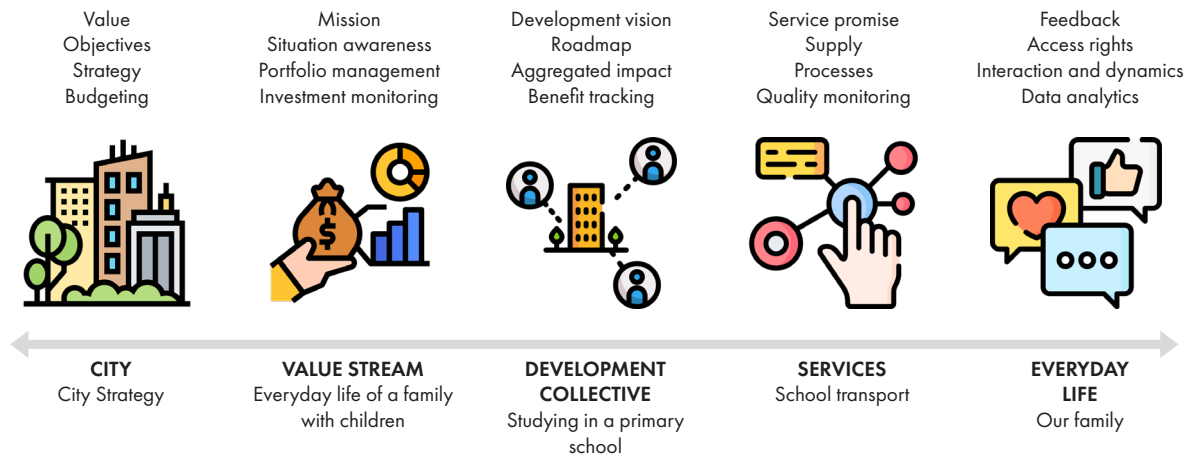 Value
Objectives
Strategy
Budgeting
Mission
Situation awareness
Portfolio management
Investment monitoring
Development vision
Roadmap
Aggregated impact
Benefit tracking
Service promise
Supply
Processes
Quality monitoring
Feedback
Access rights
Interaction and dynamics
Data analytics
$
CITY
City Strategy
VALUE STREAM
Everyday life of a family
with children
DEVELOPMENT
COLLECTIVE
Studying in a primary
school
SERVICES
School transport
EVERYDAY
LIFE
Our family